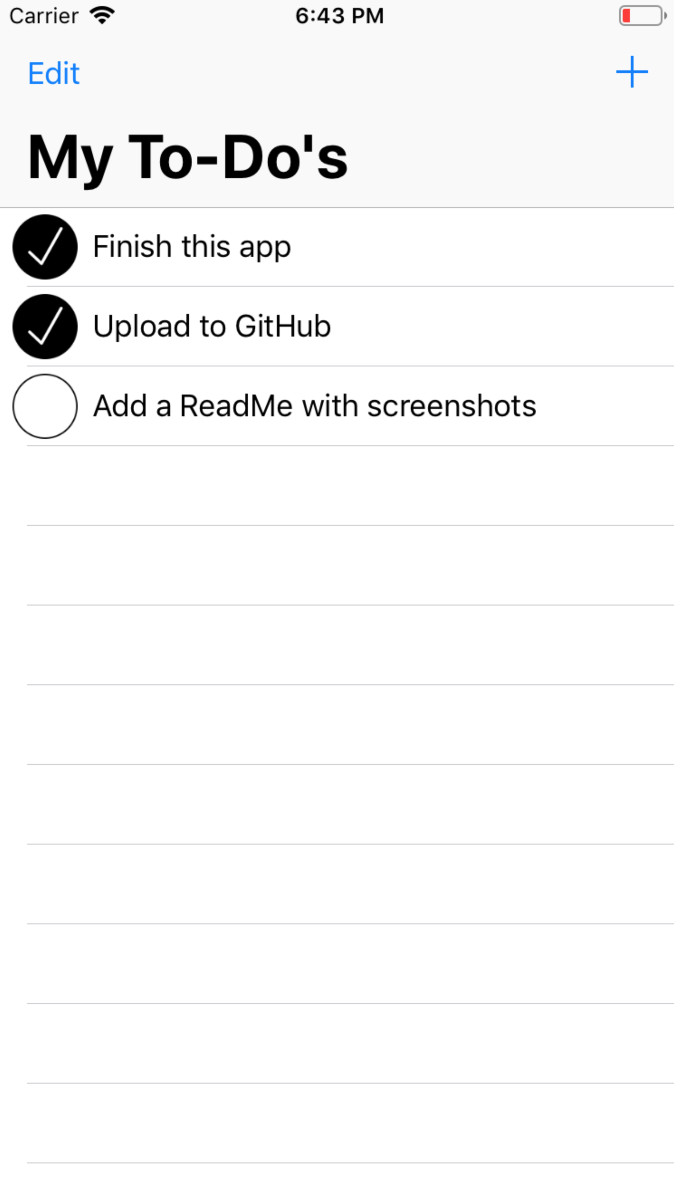 Carrier 6:43 PM
Edit +
My To-Do's
Finish this app
Upload to GitHub
Add a ReadMe with screenshots